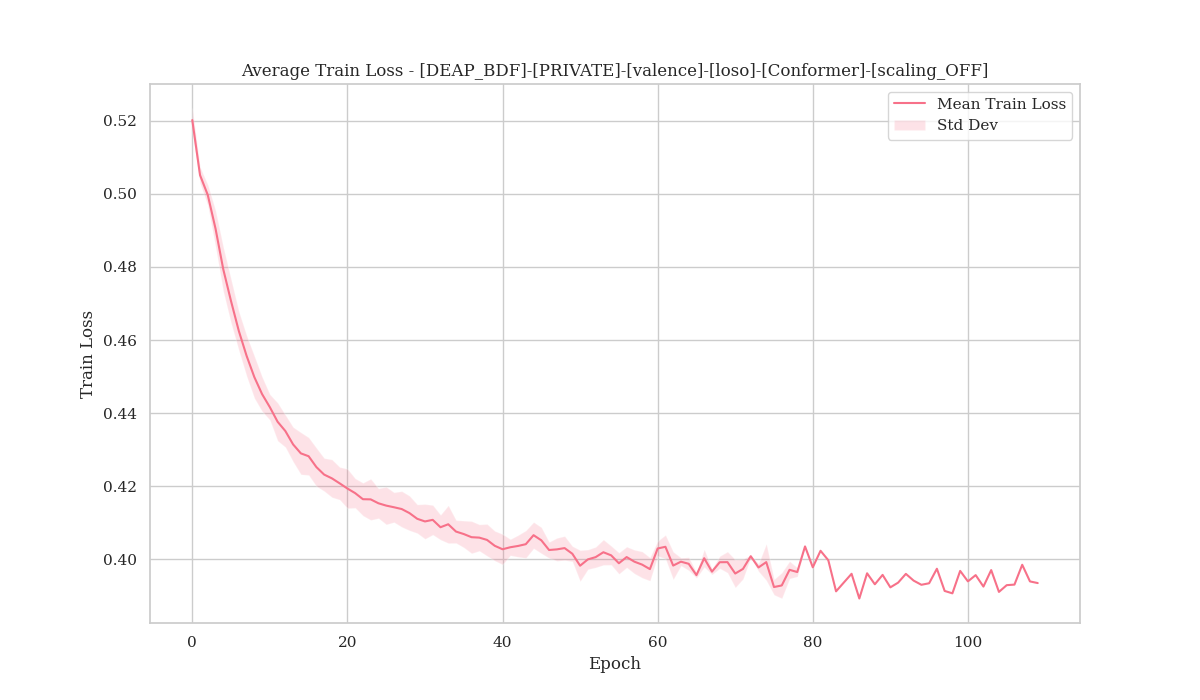 Average Train Loss - [DEAP_BDF]-[PRIVATE]-[valence]-[loso]-[Conformer]-[scaling_OFF]
Mean Train Loss
Std Dev
0.52
0.50
0.48
0.46
0.44
0.42
0.40
Train Loss
0
20
40
60
80
100
Epoch